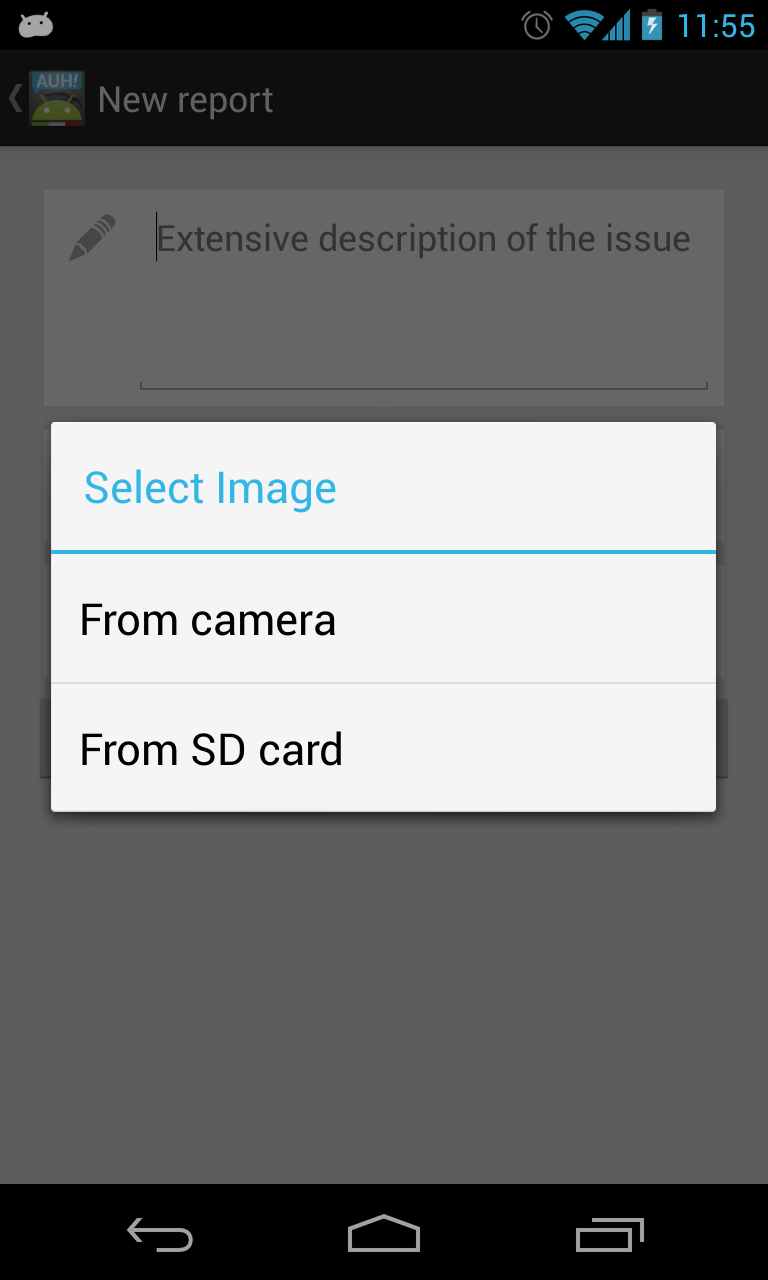 11:55
AUH!
New report
Extensive description of the issue
Select Image
From camera
From SD card